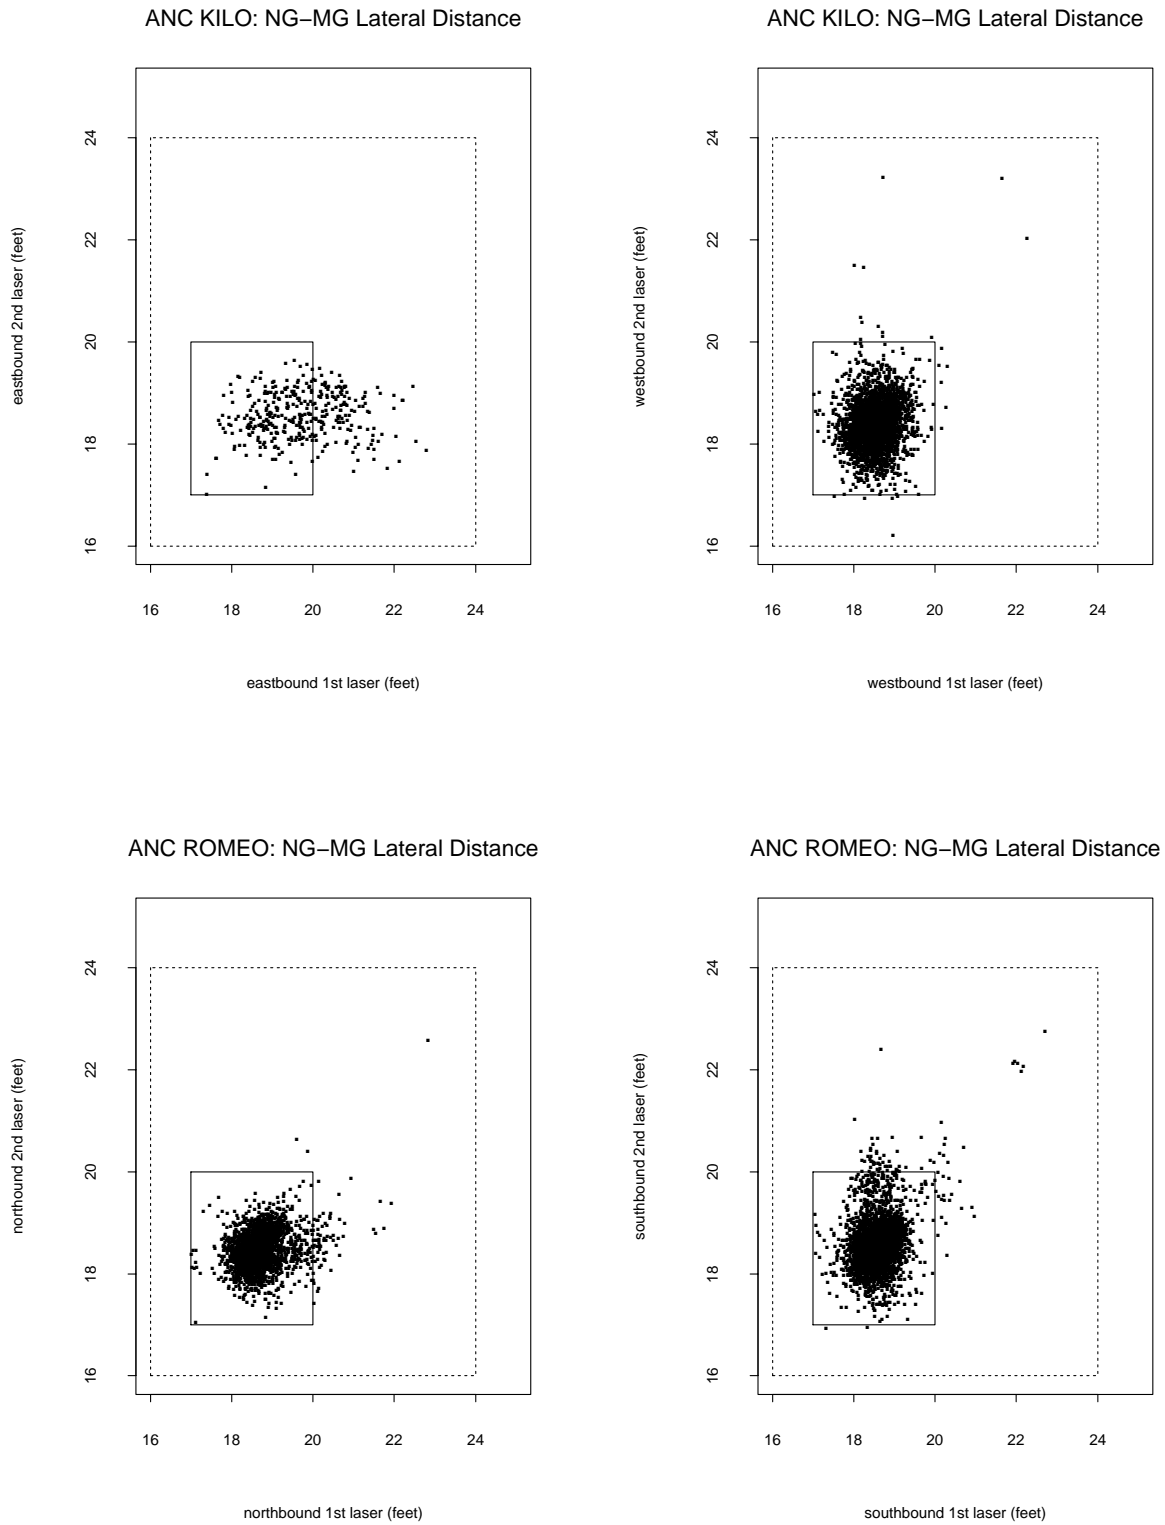 ANC KILO: NG−MG Lateral Distance
eastbound 2nd laser (feet)
24
22
20
18
16
16 18 20 22 24
eastbound 1st laser (feet)
ANC KILO: NG−MG Lateral Distance
westbound 2nd laser (feet)
24
22
20
18
16
16 18 20 22 24
westbound 1st laser (feet)
ANC ROMEO: NG−MG Lateral Distance
northound 2nd laser (feet)
24
22
20
18
16
16 18 20 22 24
northbound 1st laser (feet)
ANC ROMEO: NG−MG Lateral Distance
southbound 2nd laser (feet)
24
22
20
18
16
16 18 20 22 24
southbound 1st laser (feet)